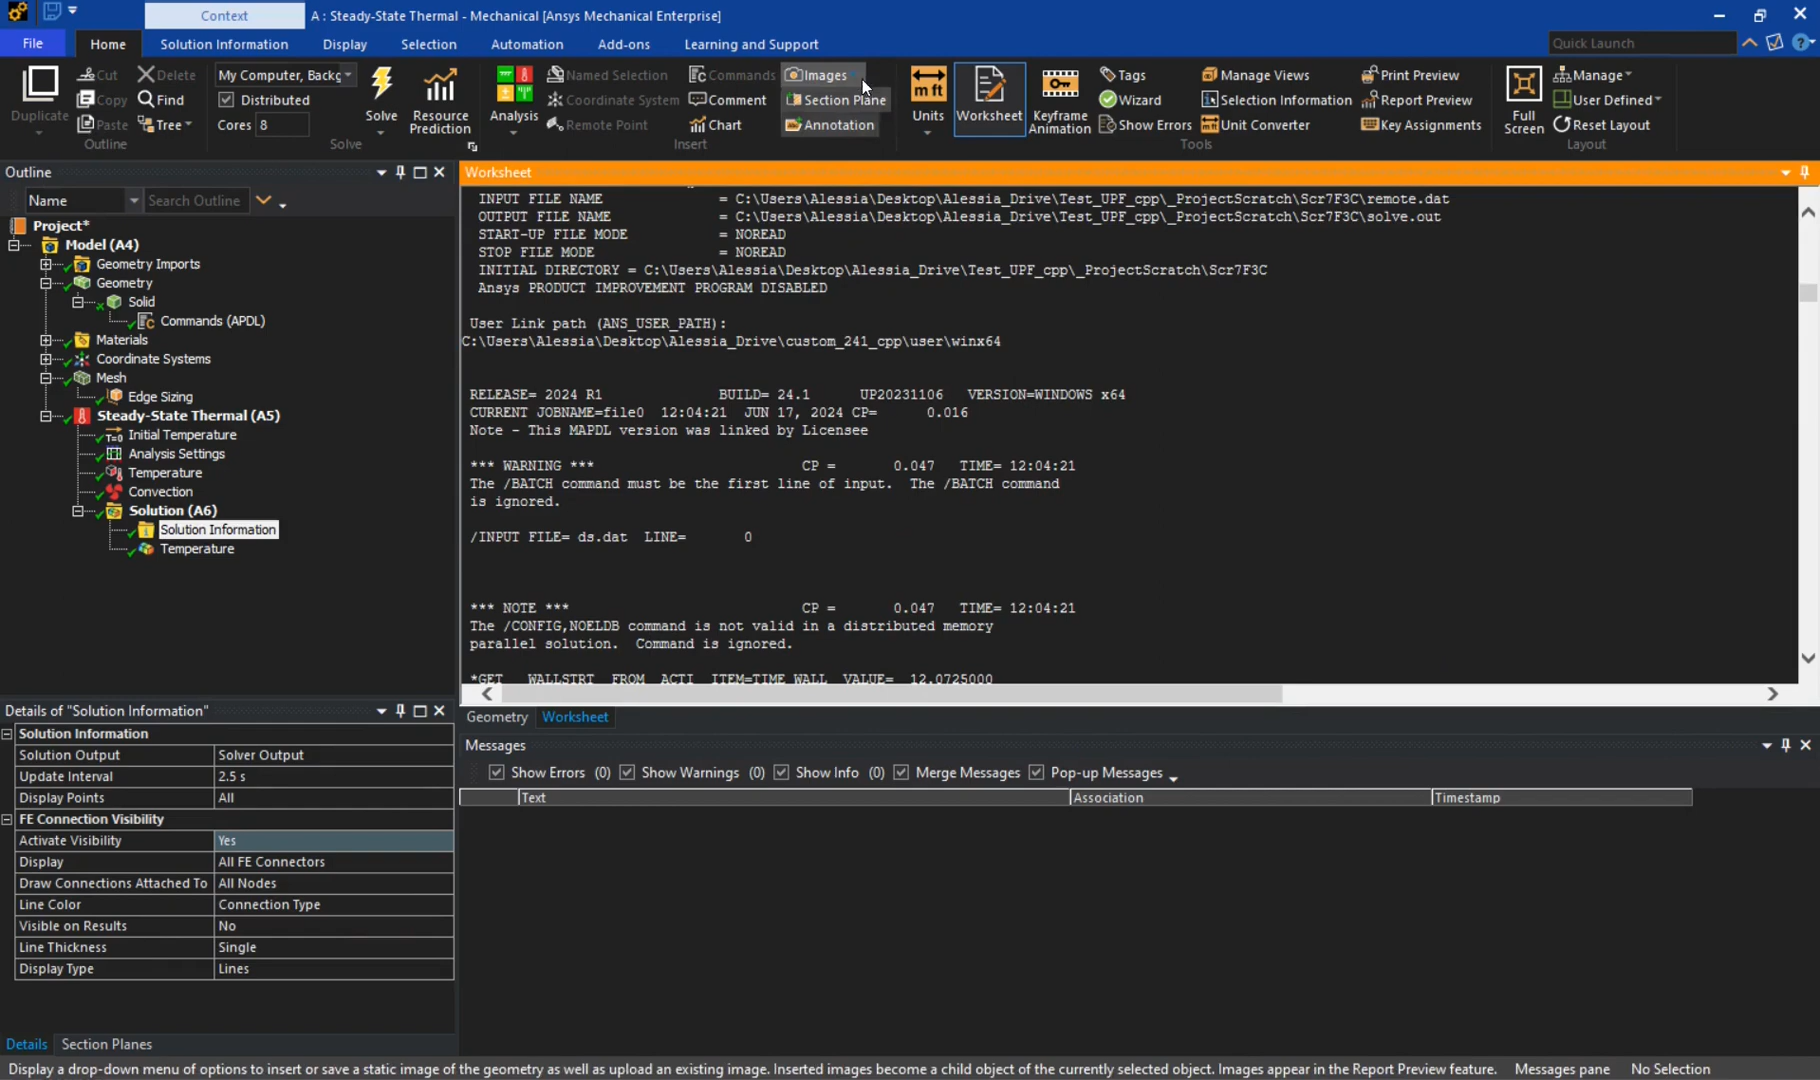 Context
A : Steady-State Thermal - Mechanical [Ansys Mechanical Enterprise]
File
Home
Solution Information
Display
Selection
Automation
Add-ons
Learning and Support
Quick Launch
Duplicate
Cut
Copy
Paste
Delete
Find
Tree
Outline
My Computer, Backg
Distributed
Cores 8
Solve
Resource
Prediction
Solve
Analysis
Named Selection
Coordinate System
Remote Point
Commands
Comment
Chart
Images
Section Plane
Annotation
Insert
Units
Worksheet
Keyframe
Animation
Tags
Wizard
Show Errors
Manage Views
Selection Information
Unit Converter
Print Preview
Report Preview
Key Assignments
Tools
Full
Screen
Manage
User Defined
Reset Layout
Layout
Outline
Name
Search Outline
Project*
Model (A4)
Geometry Imports
Geometry
Solid
Commands (APDL)
Materials
Coordinate Systems
Mesh
Edge Sizing
Steady-State Thermal (A5)
T=0 Initial Temperature
Analysis Settings
Temperature
Convection
Solution (A6)
Solution Information
Temperature
Worksheet
INPUT FILE NAME = C:\Users\Alessia\Desktop\Alessia_Drive\Test_UPF_cpp\_ProjectScratch\Scr7F3C\remote.dat
OUTPUT FILE NAME = C:\Users\Alessia\Desktop\Alessia_Drive\Test_UPF_cpp\_ProjectScratch\Scr7F3C\solve.out
START-UP FILE MODE = NOREAD
STOP FILE MODE = NOREAD
INITIAL DIRECTORY = C:\Users\Alessia\Desktop\Alessia_Drive\Test_UPF_cpp\_ProjectScratch\Scr7F3C
Ansys PRODUCT IMPROVEMENT PROGRAM DISABLED
User Link path (ANS_USER_PATH):
C:\Users\Alessia\Desktop\Alessia_Drive\custom_241_cpp\user\winx64
RELEASE= 2024 R1 BUILD= 24.1 UP20231106 VERSION=WINDOWS x64
CURRENT JOBNAME=file0 12:04:21 JUN 17, 2024 CP= 0.016
Note - This MAPDL version was linked by Licensee
*** WARNING *** CP = 0.047 TIME= 12:04:21
The /BATCH command must be the first line of input. The /BATCH command
is ignored.
/INPUT FILE= ds.dat LINE= 0
*** NOTE *** CP = 0.047 TIME= 12:04:21
The /CONFIG,NOELDB command is not valid in a distributed memory
parallel solution. Command is ignored.
*GET _WALLSTRT FROM ACTI ITEM=TIME WALL VALUE= 12.0725000
Geometry
Worksheet
Details of "Solution Information"
Solution Information
Solution Output Solver Output
Update Interval 2.5 s
Display Points All
FE Connection Visibility
Activate Visibility Yes
Display All FE Connectors
Draw Connections Attached To All Nodes
Line Color Connection Type
Visible on Results No
Line Thickness Single
Display Type Lines
Details
Section Planes
Messages
Show Errors (0) Show Warnings (0) Show Info (0) Merge Messages Pop-up Messages
Text Association Timestamp
Display a drop-down menu of options to insert or save a static image of the geometry as well as upload an existing image. Inserted images become a child object of the currently selected object. Images appear in the Report Preview feature.
Messages pane
No Selection